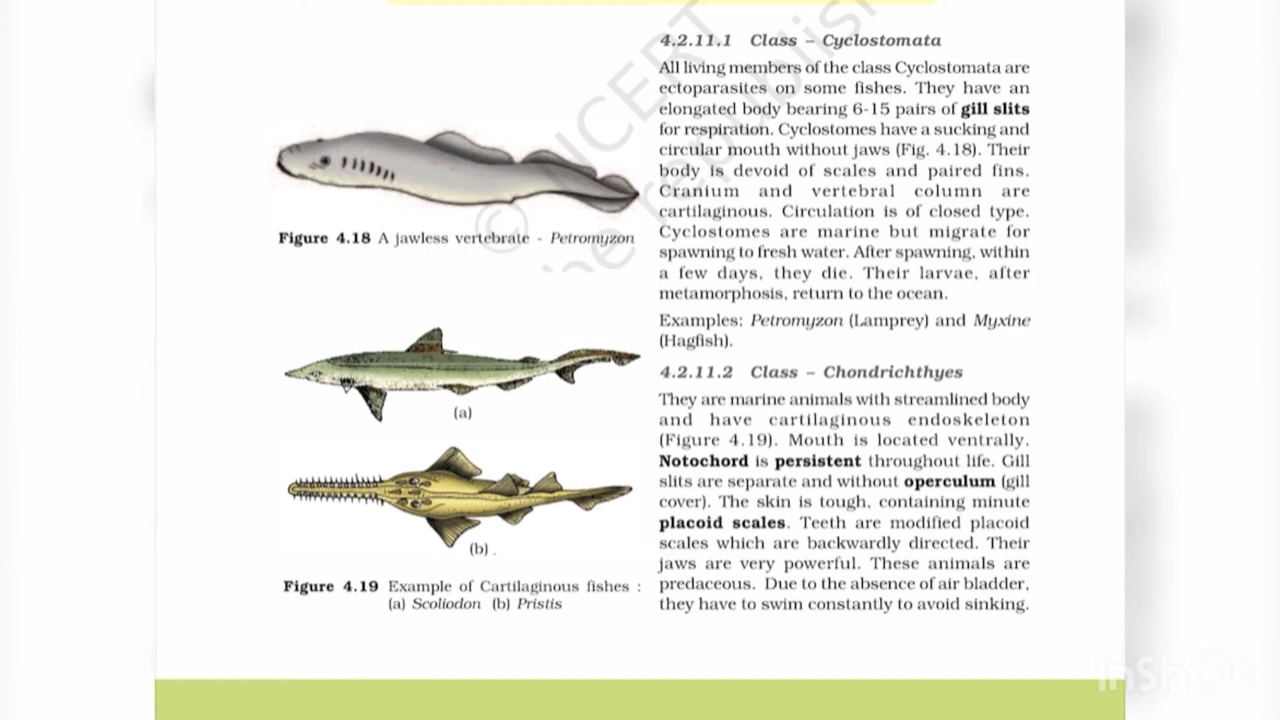 4.2.11.1 Class – Cyclostomata
All living members of the class Cyclostomata are
ectoparasites on some fishes. They have an
elongated body bearing 6-15 pairs of gill slits
for respiration. Cyclostomes have a sucking and
circular mouth without jaws (Fig. 4.18). Their
body is devoid of scales and paired fins.
Cranium and vertebral column are
cartilaginous. Circulation is of closed type.
Cyclostomes are marine but migrate for
spawning to fresh water. After spawning, within
a few days, they die. Their larvae, after
metamorphosis, return to the ocean.
Examples: Petromyzon (Lamprey) and Myxine
(Hagfish).
Figure 4.18 A jawless vertebrate - Petromyzon
4.2.11.2 Class – Chondrichthyes
They are marine animals with streamlined body
and have cartilaginous endoskeleton
(Figure 4.19). Mouth is located ventrally.
Notochord is persistent throughout life. Gill
slits are separate and without operculum (gill
cover). The skin is tough, containing minute
placoid scales. Teeth are modified placoid
scales which are backwardly directed. Their
jaws are very powerful. These animals are
predaceous. Due to the absence of air bladder,
they have to swim constantly to avoid sinking.
(a)
(b) .
Figure 4.19 Example of Cartilaginous fishes :
(a) Scoliodon (b) Pristis
© NCERT
be republish
InShOt